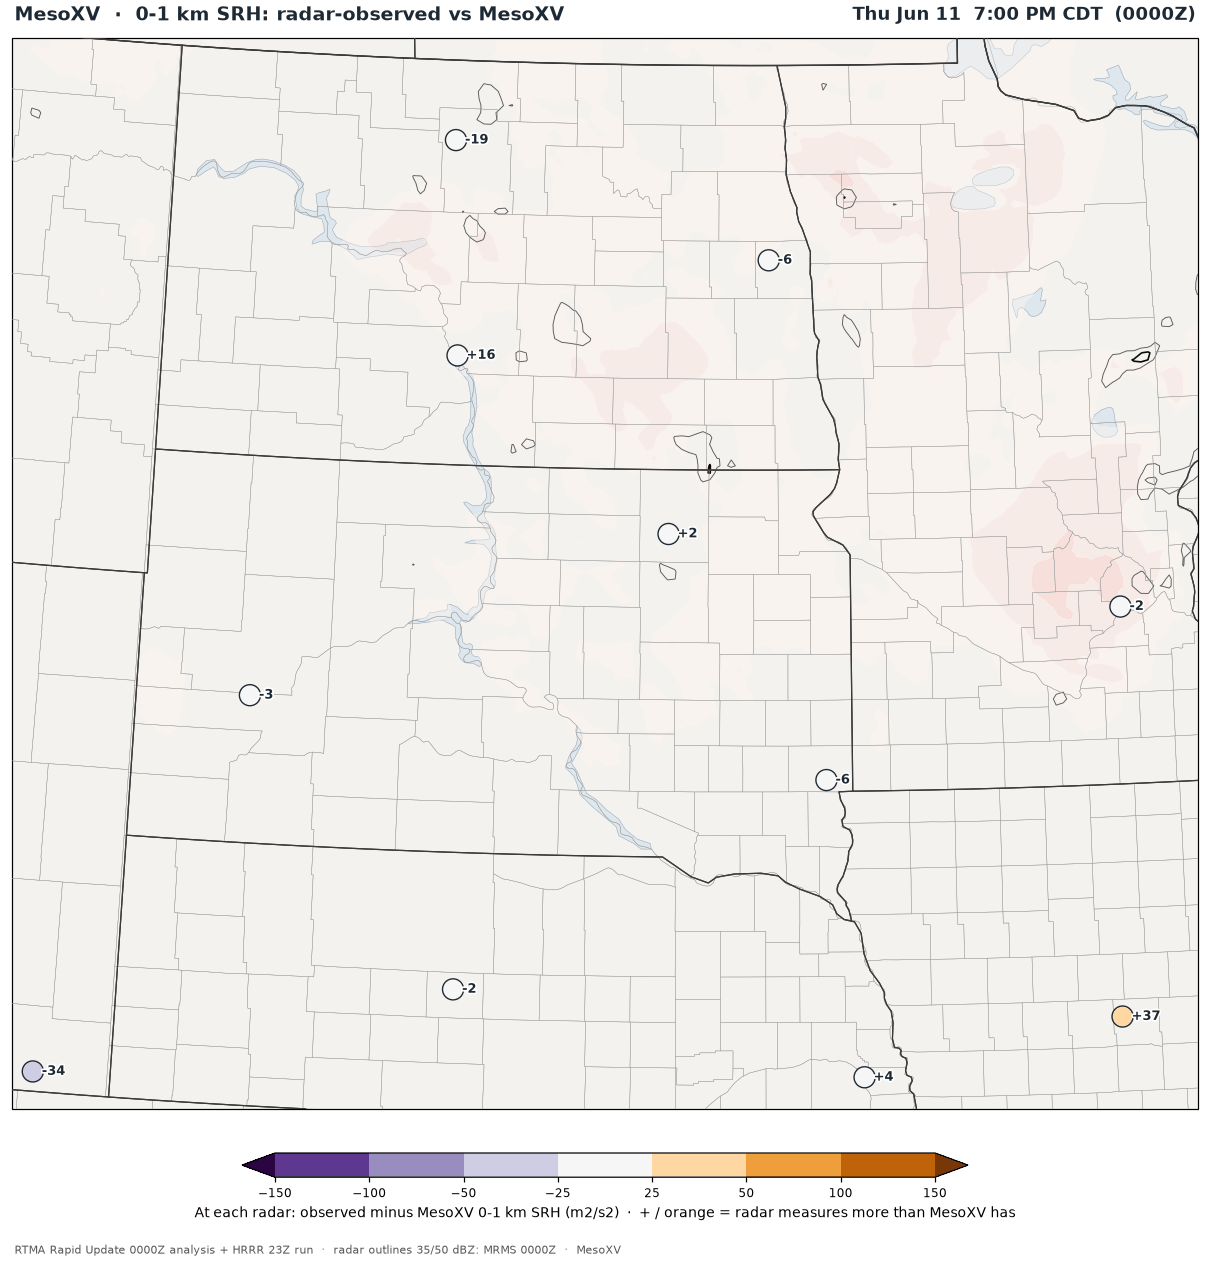 MesoXV · 0-1 km SRH: radar-observed vs MesoXV
Thu Jun 11 7:00 PM CDT (0000Z)
-19
-6
+16
+2
-2
-3
-6
-2
+37
-34
+4
−150 −100 −50 −25 25 50 100 150
At each radar: observed minus MesoXV 0-1 km SRH (m2/s2) · + / orange = radar measures more than MesoXV has
RTMA Rapid Update 0000Z analysis + HRRR 23Z run · radar outlines 35/50 dBZ: MRMS 0000Z · MesoXV